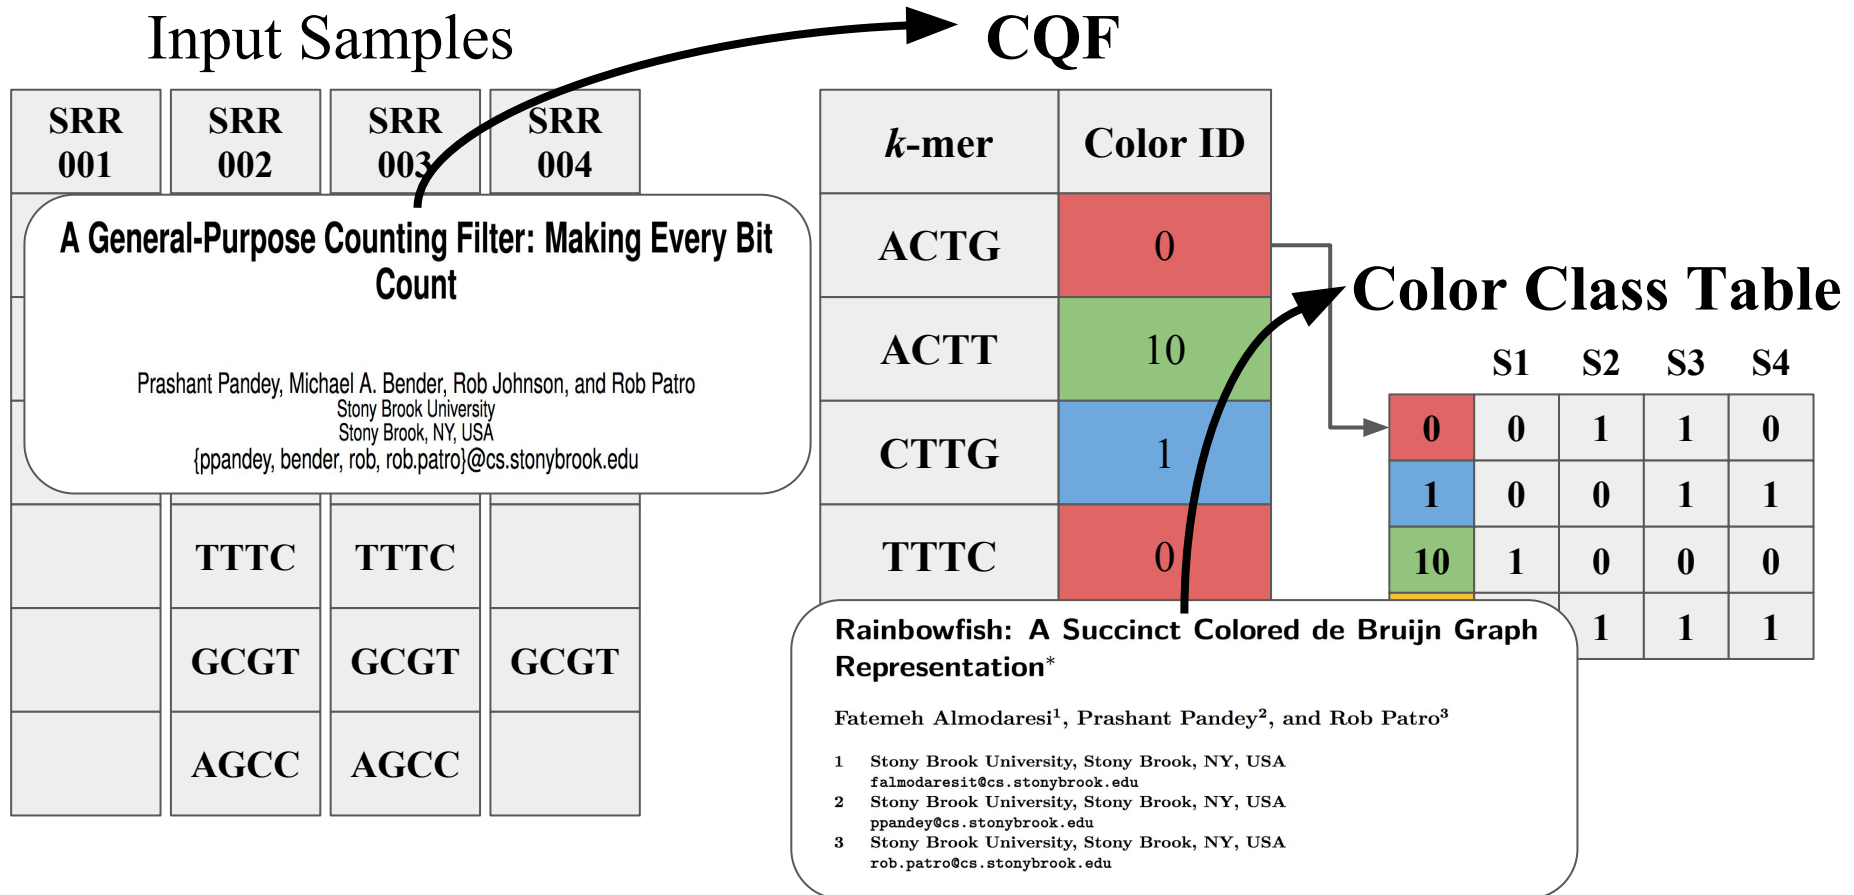 Input Samples
CQF
SRR
001
SRR
002
SRR
003
SRR
004
A General-Purpose Counting Filter: Making Every Bit
Count
Prashant Pandey, Michael A. Bender, Rob Johnson, and Rob Patro
Stony Brook University
Stony Brook, NY, USA
{ppandey, bender, rob, rob.patro}@cs.stonybrook.edu
TTTC TTTC
GCGT GCGT GCGT
AGCC AGCC
k-mer Color ID
ACTG 0
ACTT 10
CTTG 1
TTTC 0
Color Class Table
S1 S2 S3 S4
0 0 1 1 0
1 0 0 1 1
10 1 0 0 0
1 1 1
Rainbowfish: A Succinct Colored de Bruijn Graph
Representation*
Fatemeh Almodaresi¹, Prashant Pandey², and Rob Patro³
1 Stony Brook University, Stony Brook, NY, USA
falmodaresit@cs.stonybrook.edu
2 Stony Brook University, Stony Brook, NY, USA
ppandey@cs.stonybrook.edu
3 Stony Brook University, Stony Brook, NY, USA
rob.patro@cs.stonybrook.edu